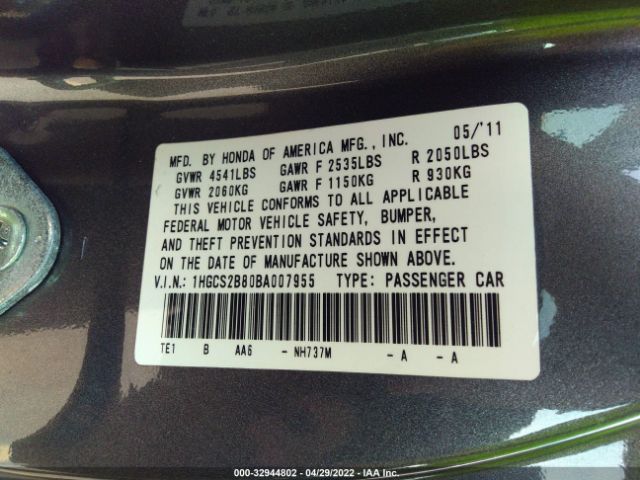 MFD. BY HONDA OF AMERICA MFG., INC. 05/'11
GVWR 4541LBS GAWR F 2535LBS R 2050LBS
GVWR 2060KG GAWR F 1150KG R 930KG
THIS VEHICLE CONFORMS TO ALL APPLICABLE
FEDERAL MOTOR VEHICLE SAFETY, BUMPER,
AND THEFT PREVENTION STANDARDS IN EFFECT
ON THE DATE OF MANUFACTURE SHOWN ABOVE.
V.I.N.: 1HGCS2B80BA007955 TYPE: PASSENGER CAR
TE1 B AA6 - NH737M - A - A
000-32944802 - 04/29/2022 - IAA Inc.